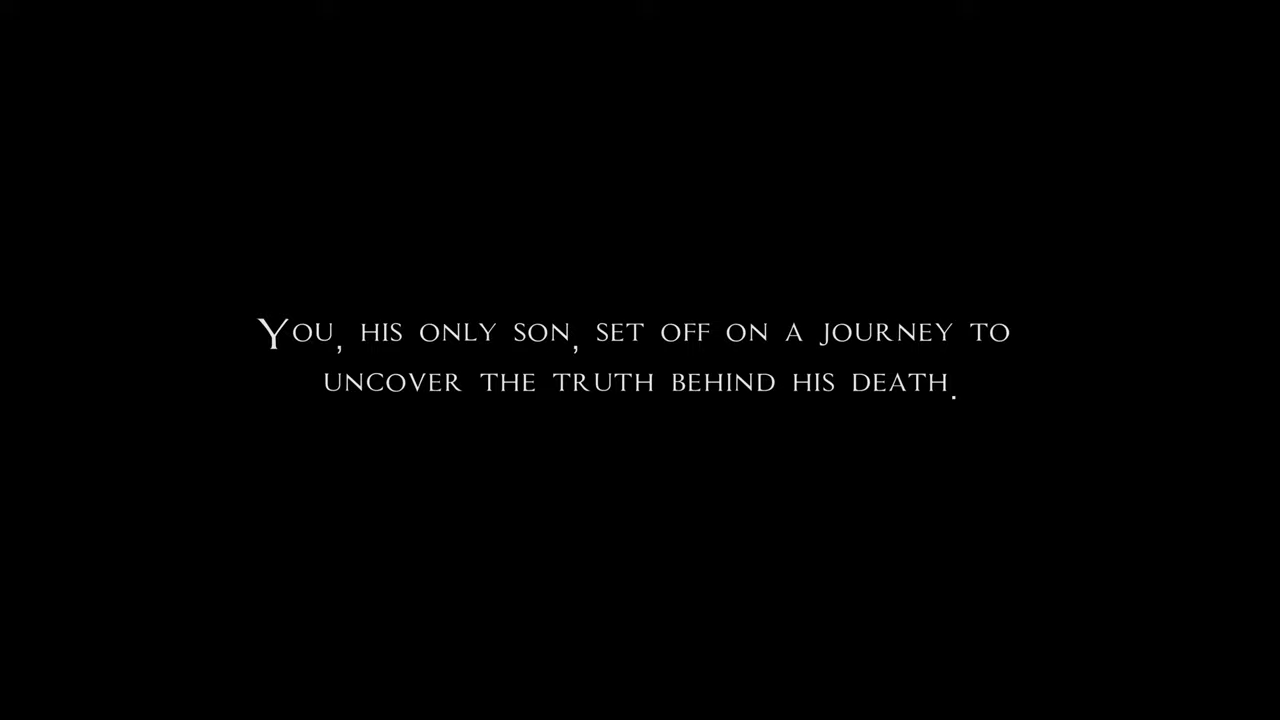 You, his only son, set off on a journey to
uncover the truth behind his death.